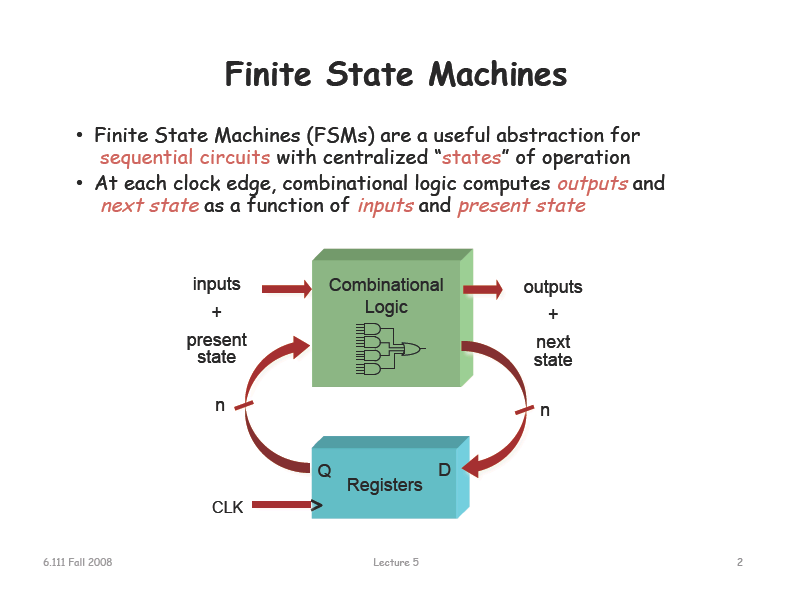 Finite State Machines
• Finite State Machines (FSMs) are a useful abstraction for
sequential circuits with centralized “states” of operation
• At each clock edge, combinational logic computes outputs and
next state as a function of inputs and present state
inputs
+
present
state
Combinational
Logic
outputs
+
next
state
n
n
Q
D
Registers
CLK
6.111 Fall 2008
Lecture 5
2